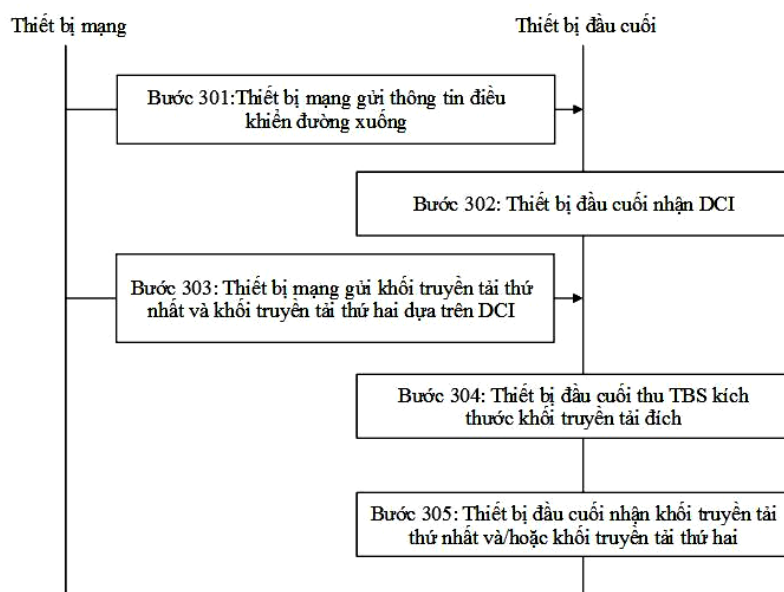 Thiết bị mạng
Thiết bị đầu cuối
Bước 301:Thiết bị mạng gửi thông tin điều
khiển đường xuống
Bước 302: Thiết bị đầu cuối nhận DCI
Bước 303: Thiết bị mạng gửi khối truyền tải thứ
nhất và khối truyền tải thứ hai dựa trên DCI
Bước 304: Thiết bị đầu cuối thu TBS kích
thước khối truyền tải đích
Bước 305: Thiết bị đầu cuối nhận khối truyền tải
thứ nhất và/hoặc khối truyền tải thứ hai